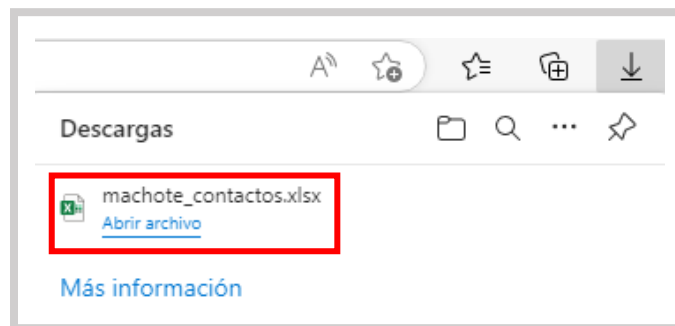 Descargas
machote_contactos.xlsx
Abrir archivo
Más información